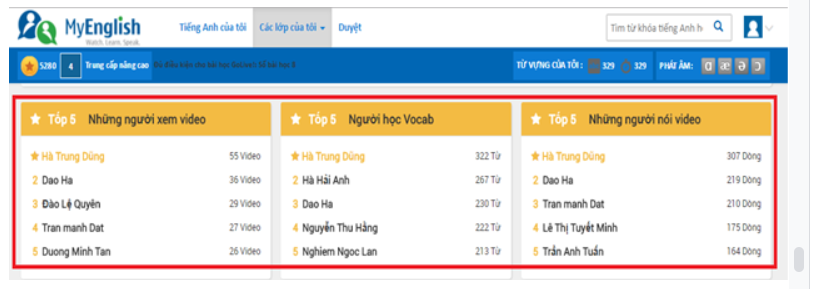 MyEnglish
Watch. Learn. Speak.
Tiếng Anh của tôi Các lớp của tôi Duyệt
Tìm từ khóa tiếng Anh h
5280 4 Trung cấp nâng cao
TỪ VỰNG CỦA TÔI : 329 329 PHÁT ÂM: ɑ æ ə ɔ
Tốp 5 Những người xem video
Hà Trung Dũng 55 Video
2 Dao Ha 36 Video
3 Đào Lệ Quyên 29 Video
4 Tran manh Dat 27 Video
5 Duong Minh Tan 26 Video
Tốp 5 Người học Vocab
Hà Trung Dũng 322 Từ
2 Hà Hải Anh 267 Từ
3 Dao Ha 230 Từ
4 Nguyễn Thu Hằng 222 Từ
5 Nghiem Ngoc Lan 213 Từ
Tốp 5 Những người nói video
Hà Trung Dũng 307 Dòng
2 Dao Ha 219 Dòng
3 Tran manh Dat 210 Dòng
4 Lê Thị Tuyết Minh 175 Dòng
5 Trần Anh Tuấn 164 Dòng